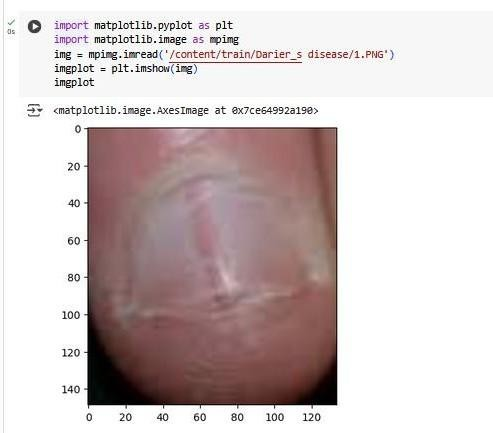 import matplotlib.pyplot as plt
import matplotlib.image as mpimg
img = mpimg.imread('/content/train/Darier_s disease/1.PNG')
imgplot = plt.imshow(img)
imgplot
0s
<matplotlib.image.AxesImage at 0x7ce64992a190>
0
20
40
60
80
100
120
140
0 20 40 60 80 100 120